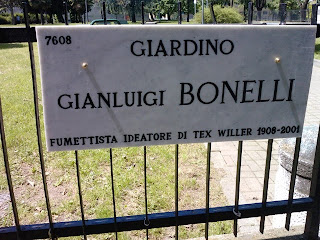 7608
GIARDINO
GIANLUIGI BONELLI
FUMETTISTA IDEATORE DI TEX WILLER 1908-2001